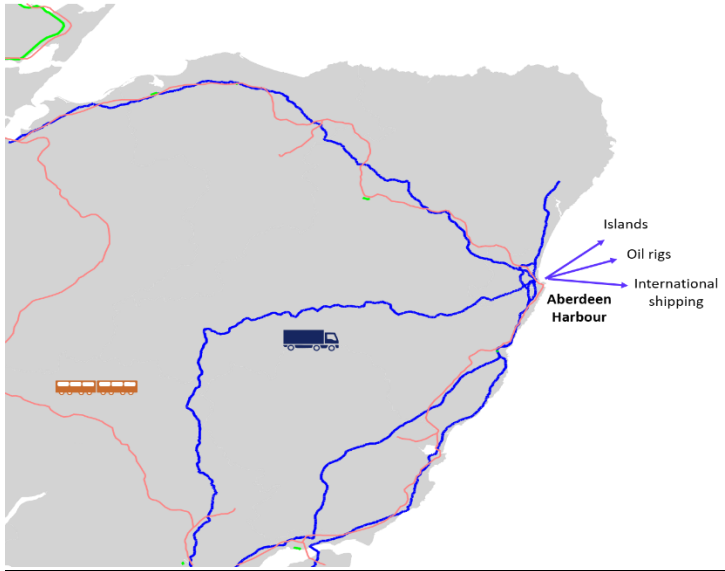 Islands
Oil rigs
International
shipping
Aberdeen
Harbour